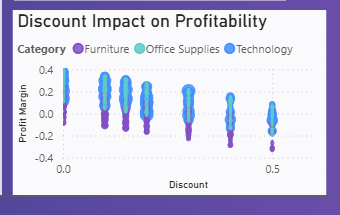 Discount Impact on Profitability
Category Furniture Office Supplies Technology
0.4
0.2
0.0
-0.2
-0.4
Profit Margin
0.0 0.5
Discount